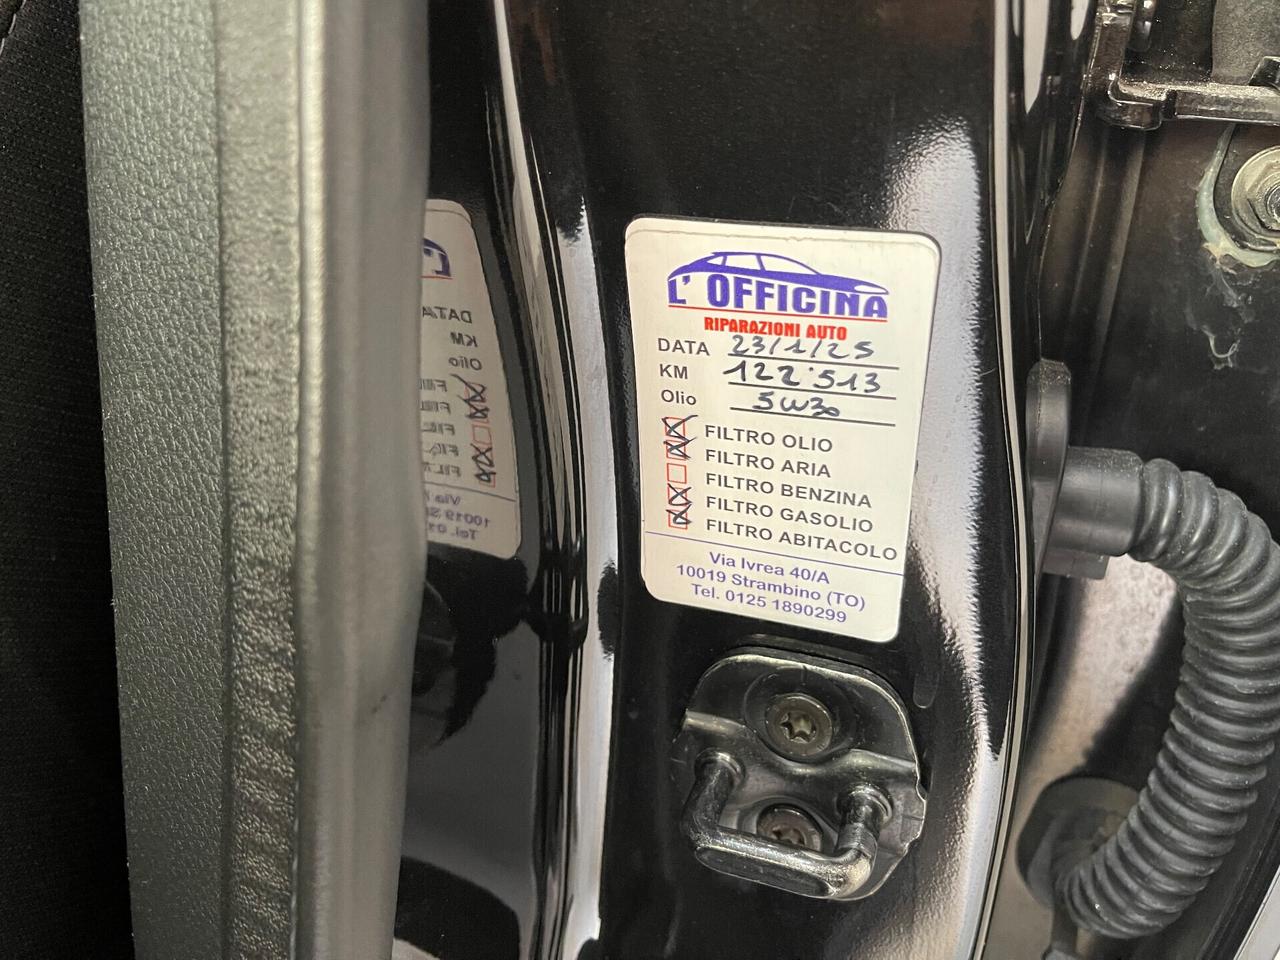 L'OFFICINA
RIPARAZIONI AUTO
DATA 23/1/25
KM 122'513
Olio 5W30
FILTRO OLIO
FILTRO ARIA
FILTRO BENZINA
FILTRO GASOLIO
FILTRO ABITACOLO
Via Ivrea 40/A
10019 Strambino (TO)
Tel. 0125 1890299